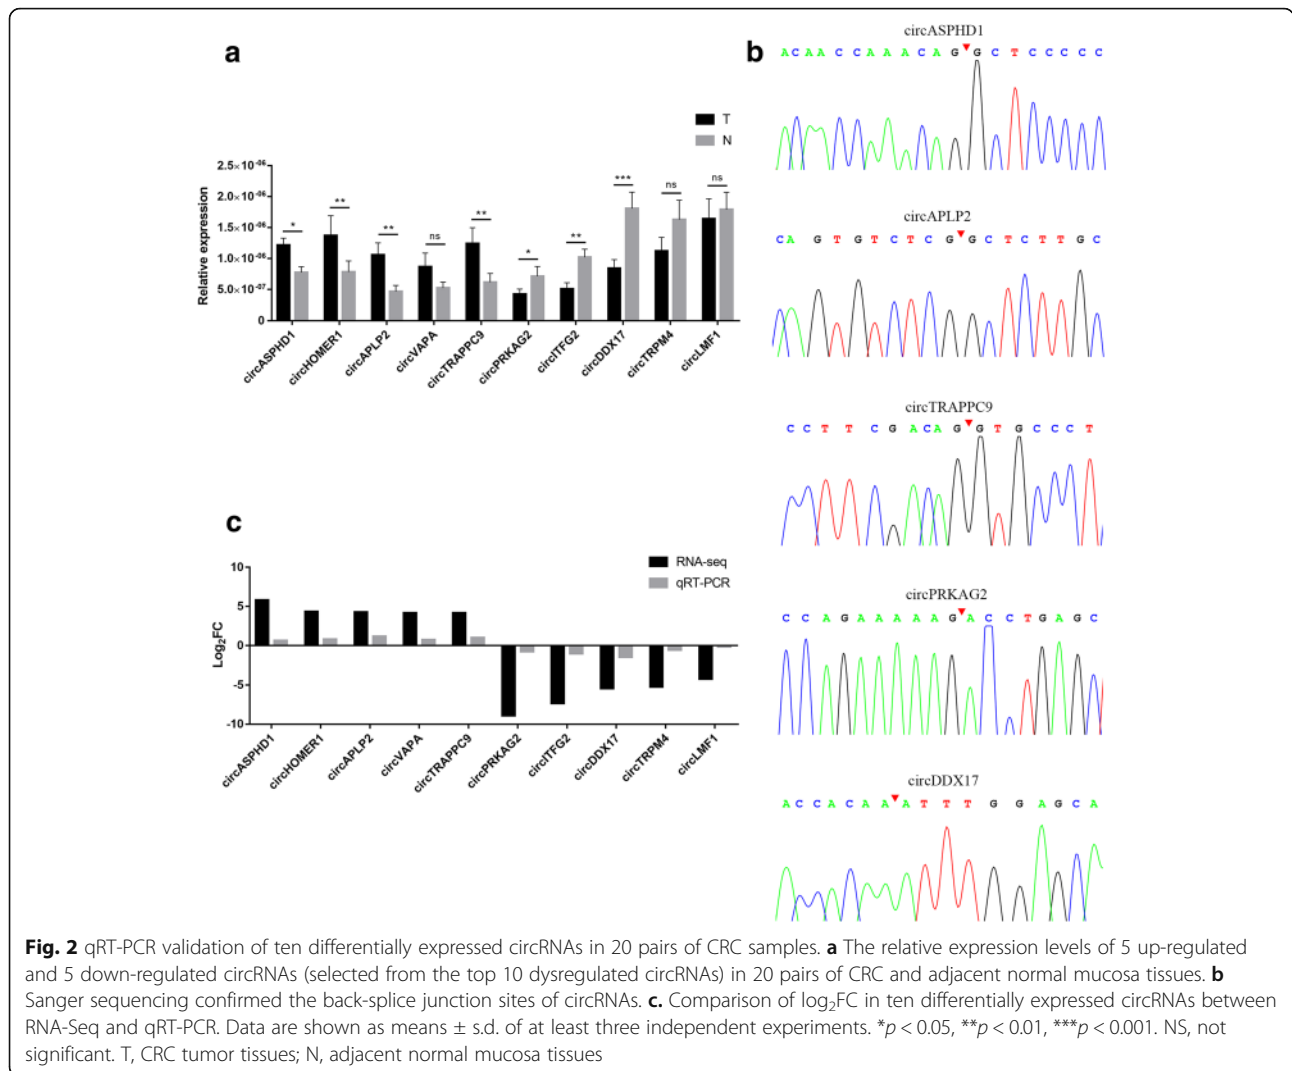 a
T
N
2.5×10⁻⁰⁶
2.0×10⁻⁰⁶
1.5×10⁻⁰⁶
1.0×10⁻⁰⁶
5.0×10⁻⁰⁷
0
Relative expression
*
**
**
ns
**
*
**
***
ns
ns
circASPHD1
circHOMER1
circAPLP2
circVAPA
circTRAPPC9
circPRKAG2
circITFG2
circDDX17
circTRPM4
circLMF1
b
circASPHD1
A C A A C C A A A C A G G C T C C C C C
circAPLP2
C A G T G T C T C G G C T C T T G C
circTRAPPC9
C C T T C G A C A G G T G C C C T
circPRKAG2
C C A G A A A A A G A C C T G A G C
circDDX17
A C C A C A A A T T T G G A G C A
c
RNA-seq
qRT-PCR
10
5
0
-5
-10
Log₂FC
circASPHD1
circHOMER1
circAPLP2
circVAPA
circTRAPPC9
circPRKAG2
circITFG2
circDDX17
circTRPM4
circLMF1
Fig. 2 qRT-PCR validation of ten differentially expressed circRNAs in 20 pairs of CRC samples. a The relative expression levels of 5 up-regulated
and 5 down-regulated circRNAs (selected from the top 10 dysregulated circRNAs) in 20 pairs of CRC and adjacent normal mucosa tissues. b
Sanger sequencing confirmed the back-splice junction sites of circRNAs. c. Comparison of log₂FC in ten differentially expressed circRNAs between
RNA-Seq and qRT-PCR. Data are shown as means ± s.d. of at least three independent experiments. *p < 0.05, **p < 0.01, ***p < 0.001. NS, not
significant. T, CRC tumor tissues; N, adjacent normal mucosa tissues